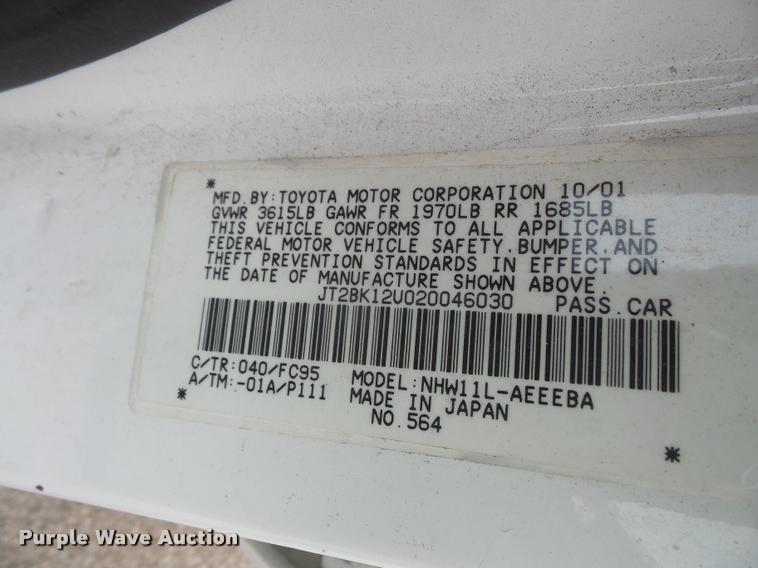 *
MFD.BY:TOYOTA MOTOR CORPORATION 10/01
GVWR 3615LB GAWR FR 1970LB RR 1685LB
THIS VEHICLE CONFORMS TO ALL APPLICABLE
FEDERAL MOTOR VEHICLE SAFETY.BUMPER.AND
THEFT PREVENTION STANDARDS IN EFFECT ON
THE DATE OF MANUFACTURE SHOWN ABOVE.
JT2BK12U020046030 PASS.CAR
C/TR:040/FC95 MODEL:NHW11L-AEEEBA
A/TM:-01A/P111 MADE IN JAPAN
* NO.564 *
Purple Wave Auction